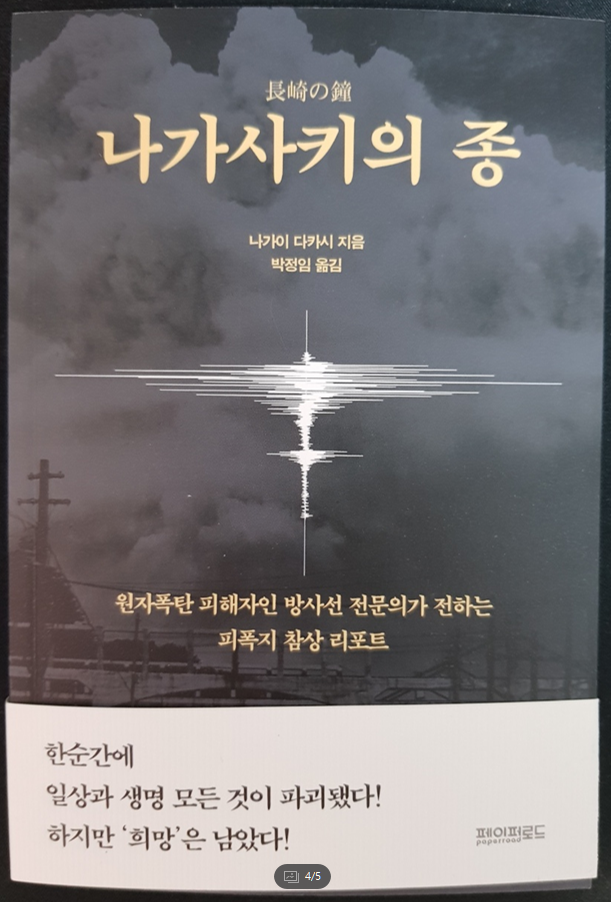 長崎の鐘
나가사키의 종
나가이 다카시 지음
박정임 옮김
원자폭탄 피해자인 방사선 전문의가 전하는
피폭지 참상 리포트
한순간에
일상과 생명 모든 것이 파괴됐다!
하지만 ‘희망’은 남았다!
페이퍼로드
paperroad
4/5